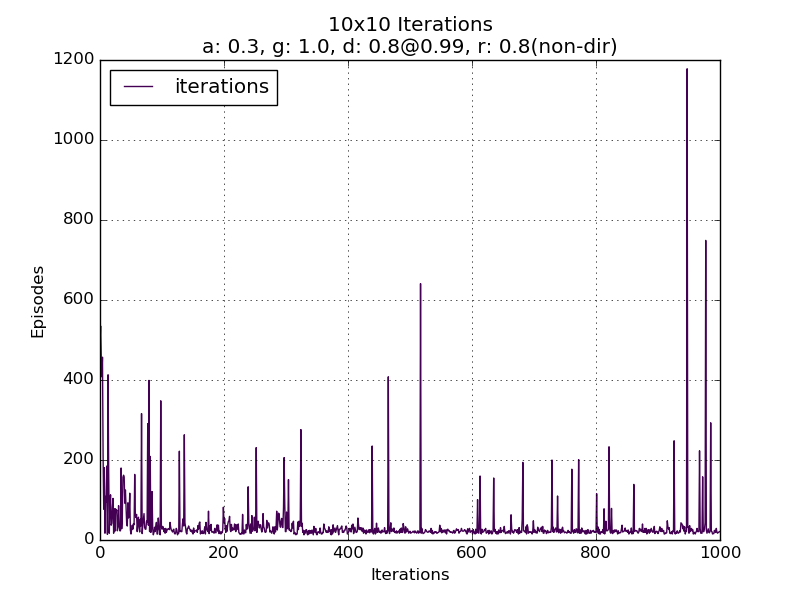 10x10 Iterations
a: 0.3, g: 1.0, d: 0.8@0.99, r: 0.8(non-dir)
iterations
1200
1000
800
600
400
200
0
Episodes
0 200 400 600 800 1000
Iterations